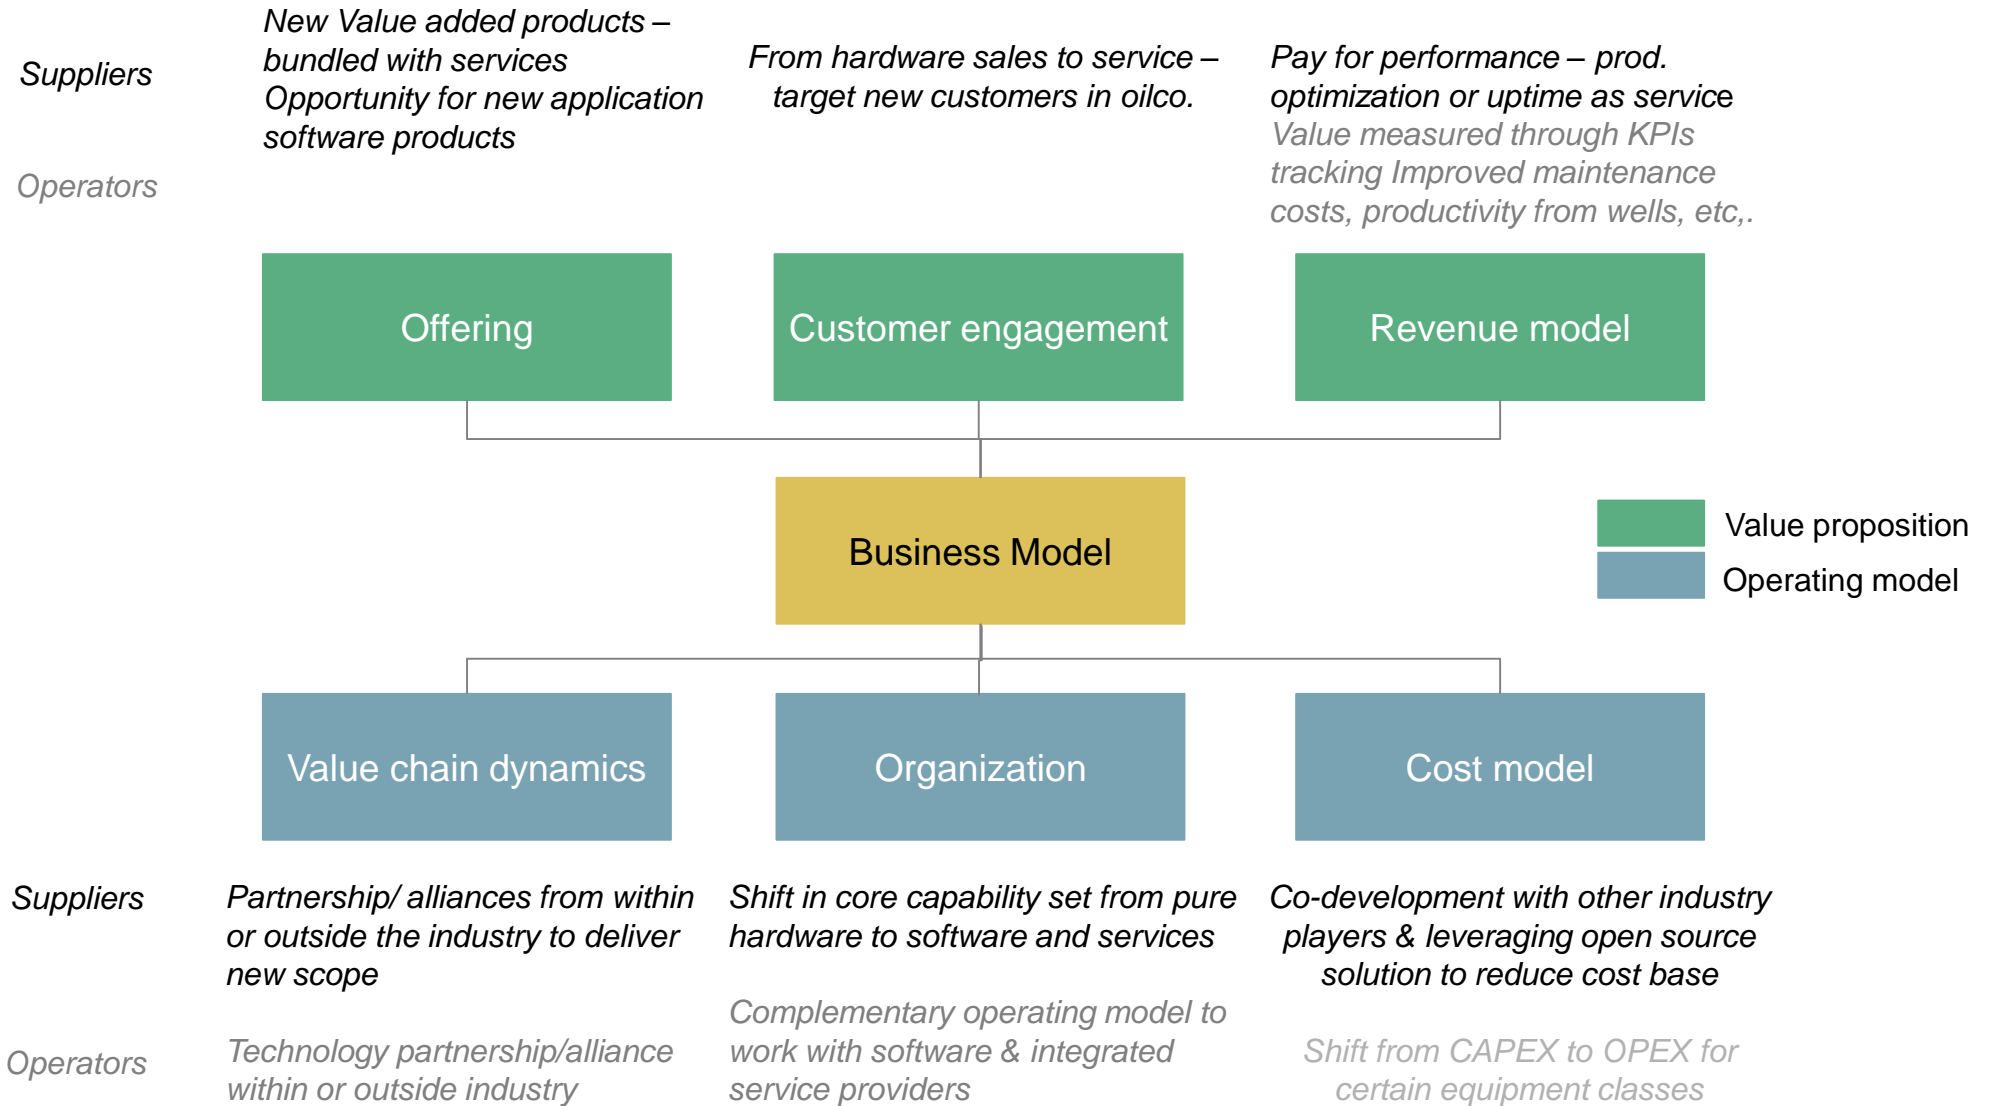 Suppliers
Operators
New Value added products –
bundled with services
Opportunity for new application
software products
From hardware sales to service –
target new customers in oilco.
Pay for performance – prod.
optimization or uptime as service
Value measured through KPIs
tracking Improved maintenance
costs, productivity from wells, etc,.
Offering
Customer engagement
Revenue model
Business Model
Value proposition
Operating model
Value chain dynamics
Organization
Cost model
Suppliers
Partnership/ alliances from within
or outside the industry to deliver
new scope
Shift in core capability set from pure
hardware to software and services
Co-development with other industry
players & leveraging open source
solution to reduce cost base
Operators
Technology partnership/alliance
within or outside industry
Complementary operating model to
work with software & integrated
service providers
Shift from CAPEX to OPEX for
certain equipment classes